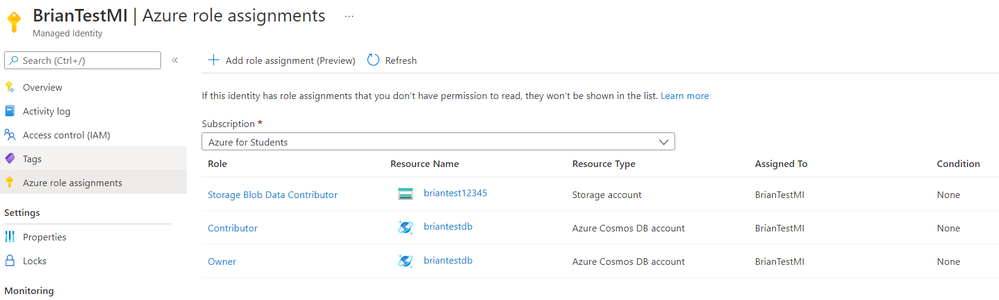 BrianTestMI | Azure role assignments ...
Managed Identity
Search (Ctrl+/) «
Overview
Activity log
Access control (IAM)
Tags
Azure role assignments
Settings
Properties
Locks
Monitoring
+ Add role assignment (Preview) Refresh
If this identity has role assignments that you don't have permission to read, they won't be shown in the list. Learn more
Subscription *
Azure for Students
Role Resource Name Resource Type Assigned To Condition
Storage Blob Data Contributor briantest12345 Storage account BrianTestMI None
Contributor briantestdb Azure Cosmos DB account BrianTestMI None
Owner briantestdb Azure Cosmos DB account BrianTestMI None